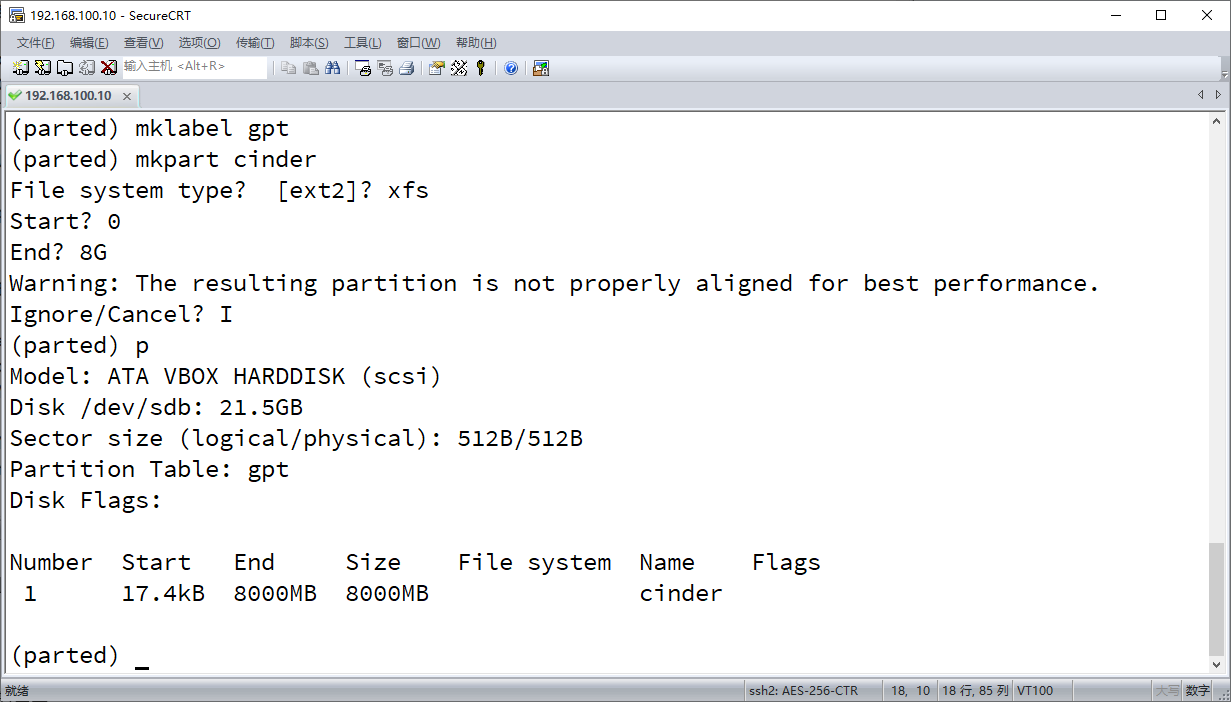 192.168.100.10 - SecureCRT
文件(F) 编辑(E) 查看(V) 选项(O) 传输(T) 脚本(S) 工具(L) 窗口(W) 帮助(H)
输入主机 <Alt+R>
192.168.100.10
(parted) mklabel gpt
(parted) mkpart cinder
File system type?  [ext2]? xfs
Start? 0
End? 8G
Warning: The resulting partition is not properly aligned for best performance.
Ignore/Cancel? I
(parted) p
Model: ATA VBOX HARDDISK (scsi)
Disk /dev/sdb: 21.5GB
Sector size (logical/physical): 512B/512B
Partition Table: gpt
Disk Flags:
Number  Start   End     Size    File system  Name    Flags
 1      17.4kB  8000MB  8000MB               cinder
(parted)
就绪 ssh2: AES-256-CTR 18, 10 18 行, 85 列 VT100 大写 数字